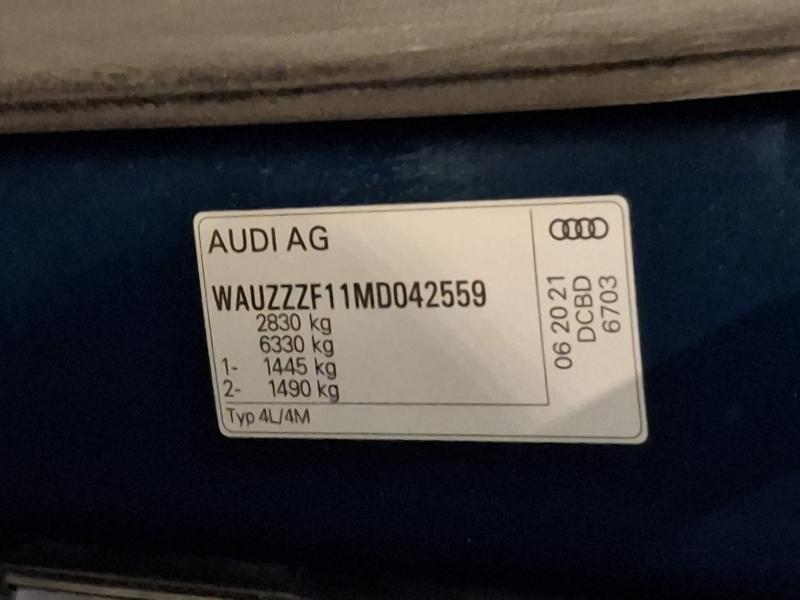 AUDI AG
WAUZZZF11MD042559
2830 kg
6330 kg
1- 1445 kg
2- 1490 kg
Typ 4L/4M
06 2021
DCBD
6703